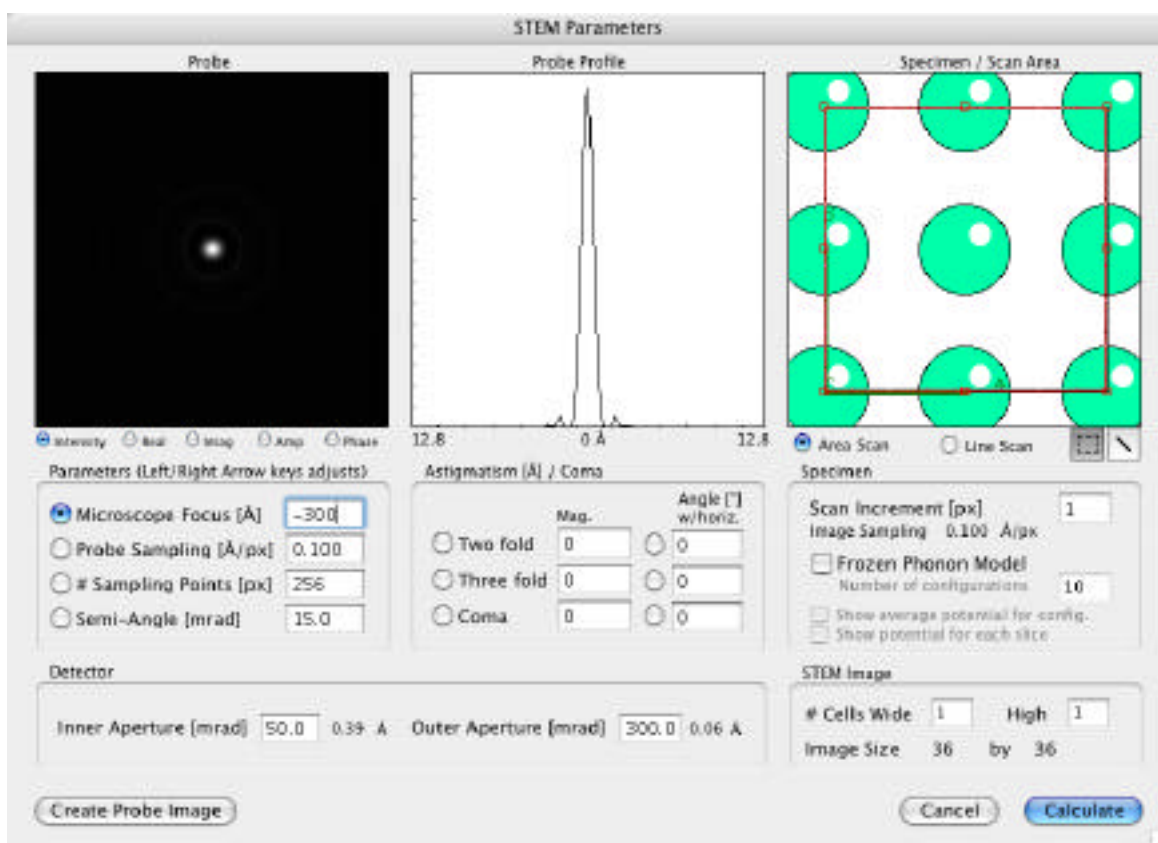 STEM Parameters
Probe
Probe Profile
Specimen / Scan Area
12.8
0 Å
12.8
A
Intensity Real Imag Amp Phase
Area Scan Line Scan
Parameters (Left/Right Arrow keys adjusts)
Microscope Focus [Å] -300
Probe Sampling [Å/px] 0.100
# Sampling Points [px] 256
Semi-Angle [mrad] 15.0
Astigmatism [Å] / Coma
Mag.
Angle [°]
w/horiz.
Two fold 0 0
Three fold 0 0
Coma 0 0
Specimen
Scan Increment [px] 1
Image Sampling 0.100 Å/px
Frozen Phonon Model
Number of configurations 10
Show average potential for config.
Show potential for each slice
Detector
Inner Aperture [mrad] 50.0 0.39 Å Outer Aperture [mrad] 300.0 0.06 Å
STEM Image
# Cells Wide 1 High 1
Image Size 36 by 36
Create Probe Image
Cancel
Calculate